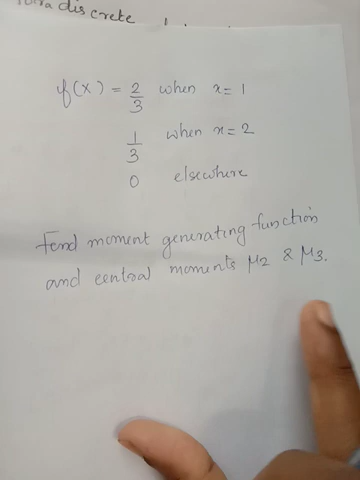 discrete
f(x) = 2/3 when x = 1
1/3 when x = 2
0 elsewhere
Find moment generating function
and central moments μ2 & μ3.